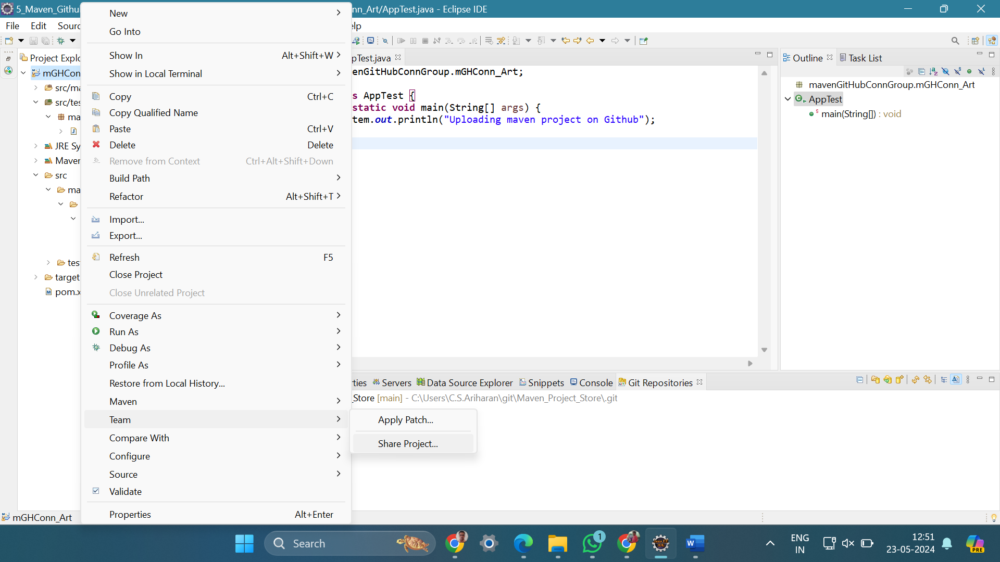 5_Maven_Githu
nn_Art/AppTest.java - Eclipse IDE
File Edit Sourc
elp
Project Explo
mGHConn
src/ma
src/tes
ma
JRE Sy
Maven
src
ma
tes
target
pom.x
New
Go Into
Show In Alt+Shift+W
Show in Local Terminal
Copy Ctrl+C
Copy Qualified Name
Paste Ctrl+V
Delete Delete
Remove from Context Ctrl+Alt+Shift+Down
Build Path
Refactor Alt+Shift+T
Import...
Export...
Refresh F5
Close Project
Close Unrelated Project
Coverage As
Run As
Debug As
Profile As
Restore from Local History...
Maven
Team
Compare With
Configure
Source
Validate
Properties Alt+Enter
Apply Patch...
Share Project...
pTest.java
enGitHubConnGroup.mGHConn_Art;
s AppTest {
static void main(String[] args) {
tem.out.println("Uploading maven project on Github");
Outline Task List
mavenGitHubConnGroup.mGHConn_Art
AppTest
main(String[]) : void
rties Servers Data Source Explorer Snippets Console Git Repositories
_Store [main] - C:\Users\C.S.Ariharan\git\Maven_Project_Store\.git
mGHConn_Art
Search
1
ENG
IN
12:51
23-05-2024
PRE